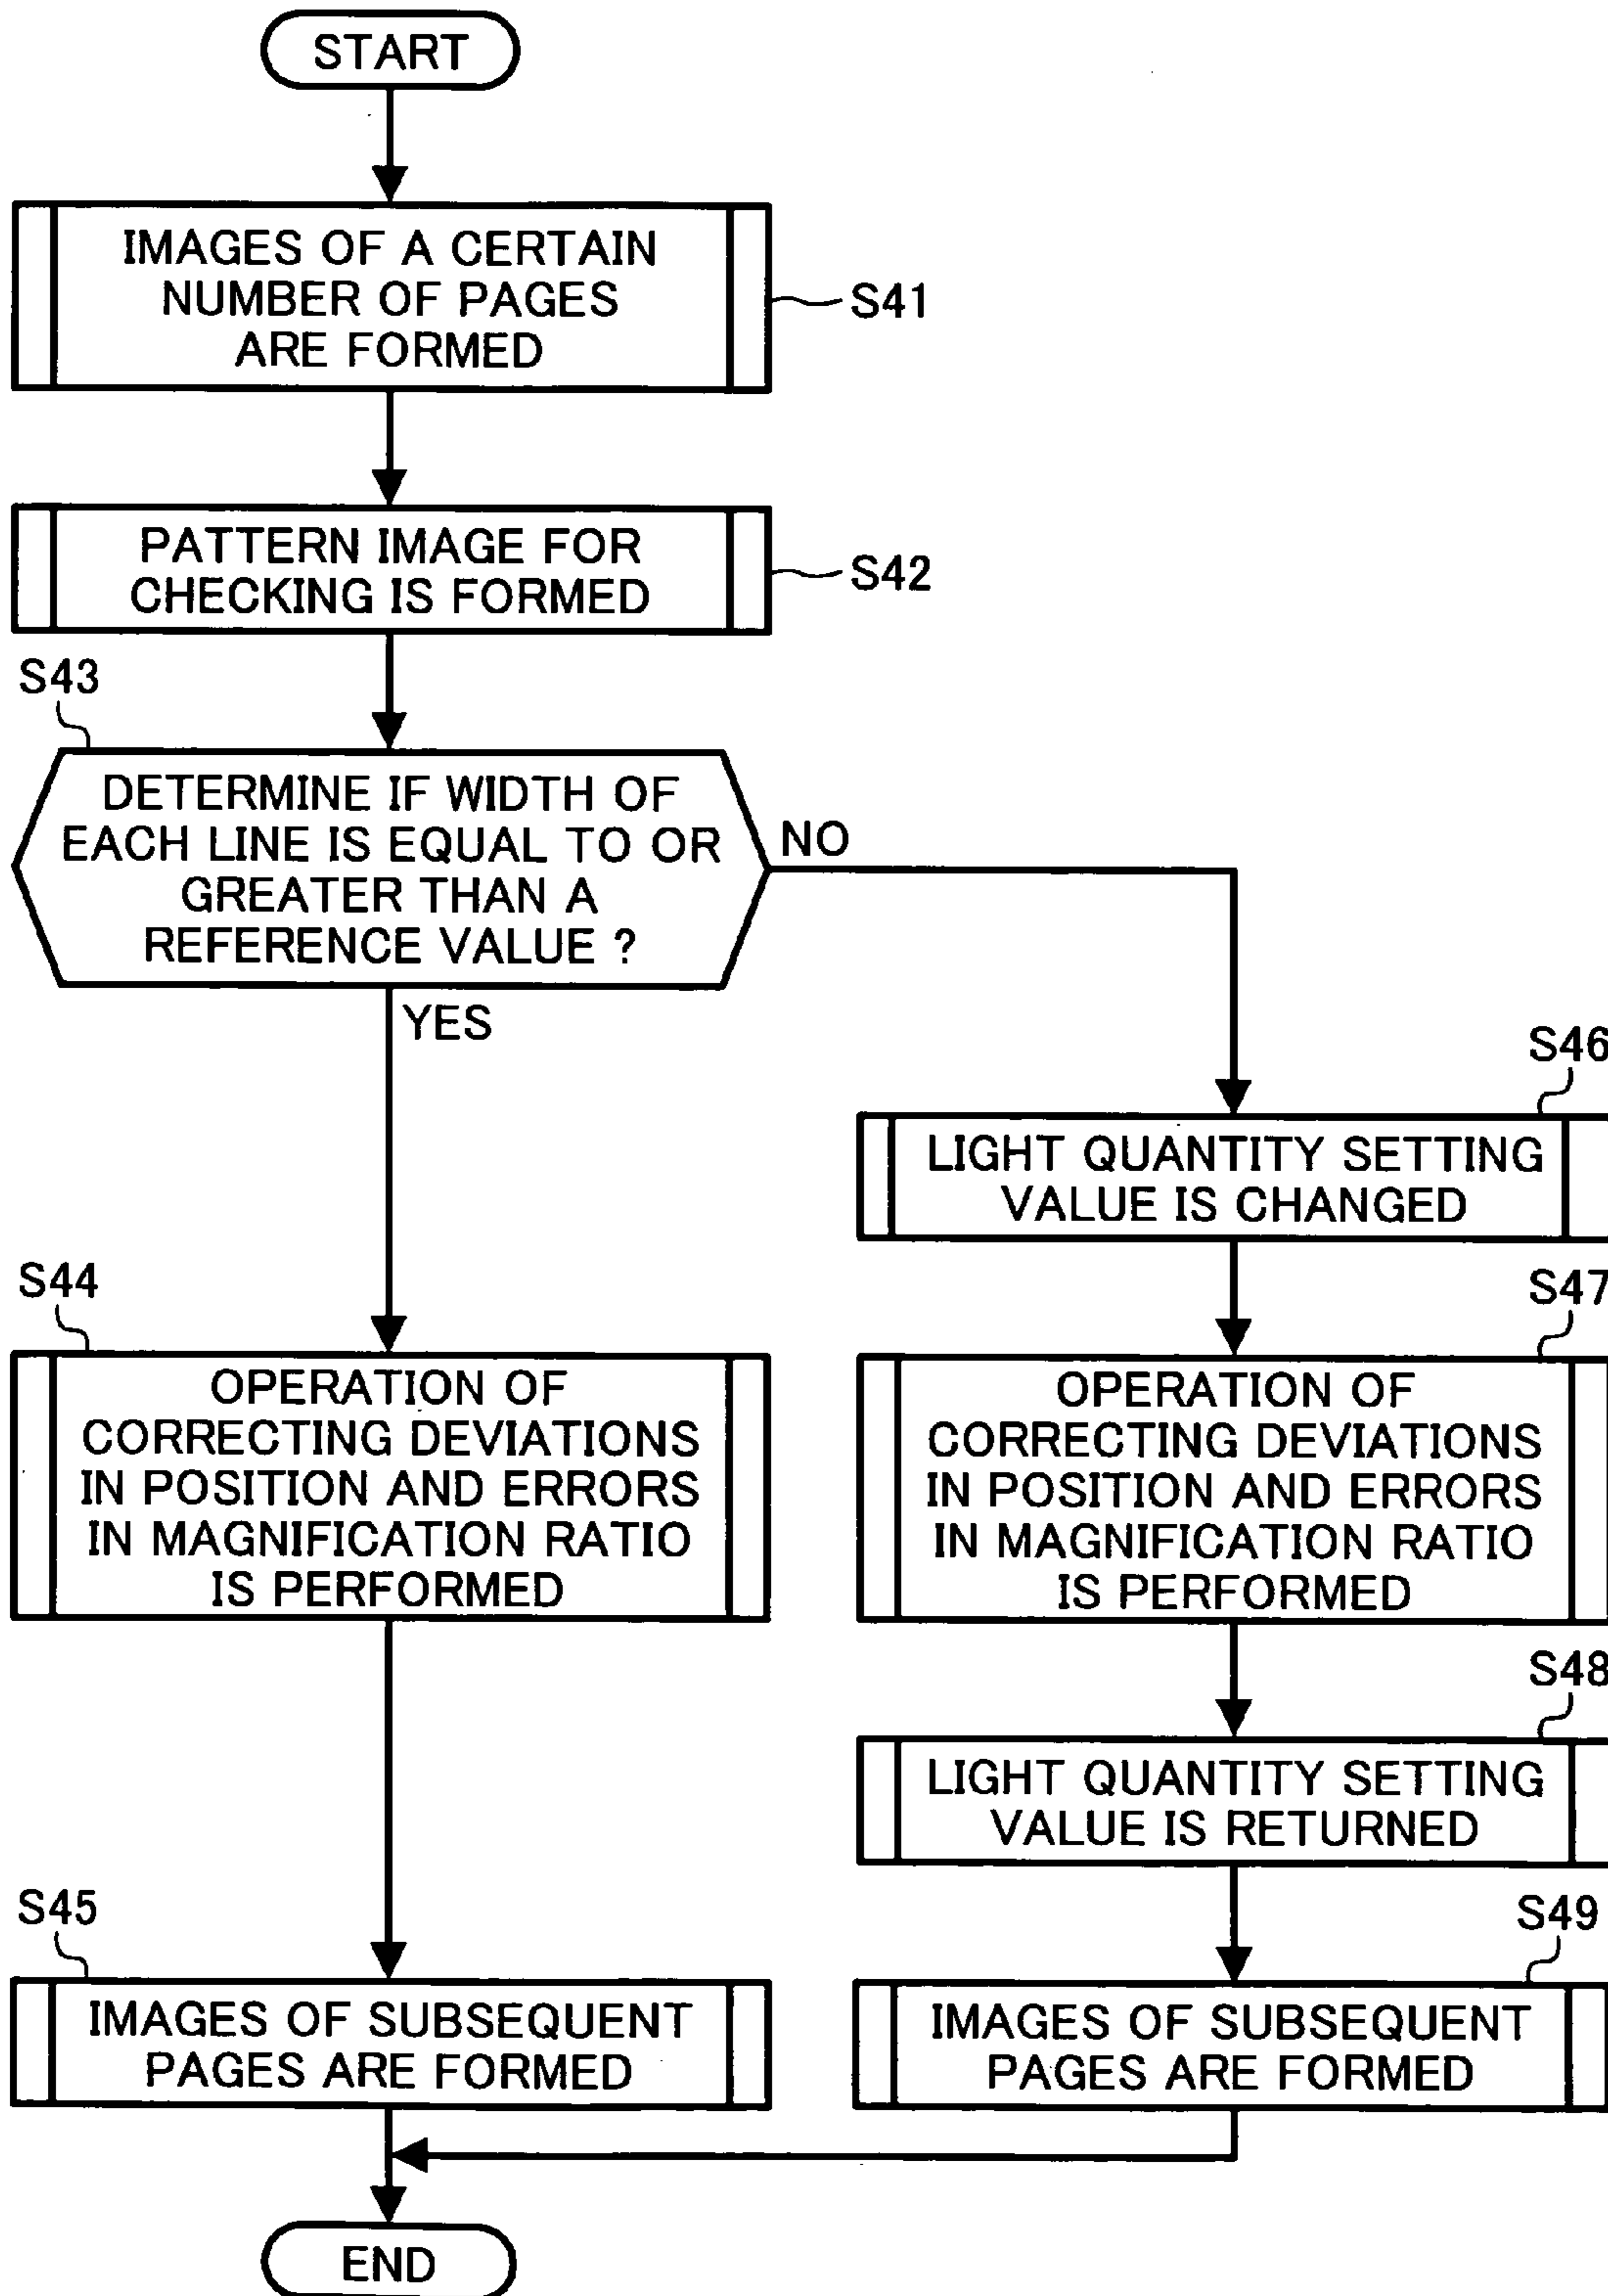 START
IMAGES OF A CERTAIN
NUMBER OF PAGES
ARE FORMED
S41
PATTERN IMAGE FOR
CHECKING IS FORMED
S42
S43
DETERMINE IF WIDTH OF
EACH LINE IS EQUAL TO OR
GREATER THAN A
REFERENCE VALUE ?
NO
YES
S46
LIGHT QUANTITY SETTING
VALUE IS CHANGED
S44
OPERATION OF
CORRECTING DEVIATIONS
IN POSITION AND ERRORS
IN MAGNIFICATION RATIO
IS PERFORMED
S47
OPERATION OF
CORRECTING DEVIATIONS
IN POSITION AND ERRORS
IN MAGNIFICATION RATIO
IS PERFORMED
S48
LIGHT QUANTITY SETTING
VALUE IS RETURNED
S45
IMAGES OF SUBSEQUENT
PAGES ARE FORMED
S49
IMAGES OF SUBSEQUENT
PAGES ARE FORMED
END